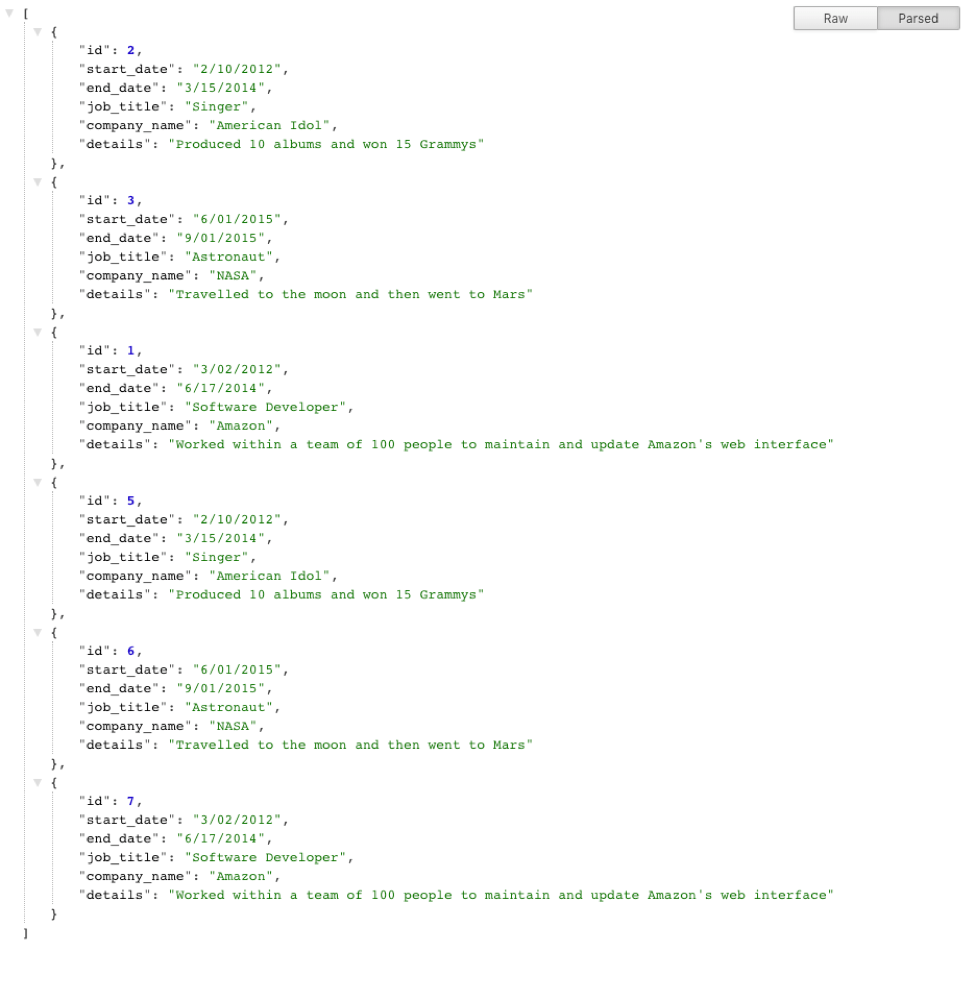 Raw Parsed
[
{
"id": 2,
"start_date": "2/10/2012",
"end_date": "3/15/2014",
"job_title": "Singer",
"company_name": "American Idol",
"details": "Produced 10 albums and won 15 Grammys"
},
{
"id": 3,
"start_date": "6/01/2015",
"end_date": "9/01/2015",
"job_title": "Astronaut",
"company_name": "NASA",
"details": "Travelled to the moon and then went to Mars"
},
{
"id": 1,
"start_date": "3/02/2012",
"end_date": "6/17/2014",
"job_title": "Software Developer",
"company_name": "Amazon",
"details": "Worked within a team of 100 people to maintain and update Amazon's web interface"
},
{
"id": 5,
"start_date": "2/10/2012",
"end_date": "3/15/2014",
"job_title": "Singer",
"company_name": "American Idol",
"details": "Produced 10 albums and won 15 Grammys"
},
{
"id": 6,
"start_date": "6/01/2015",
"end_date": "9/01/2015",
"job_title": "Astronaut",
"company_name": "NASA",
"details": "Travelled to the moon and then went to Mars"
},
{
"id": 7,
"start_date": "3/02/2012",
"end_date": "6/17/2014",
"job_title": "Software Developer",
"company_name": "Amazon",
"details": "Worked within a team of 100 people to maintain and update Amazon's web interface"
}
]